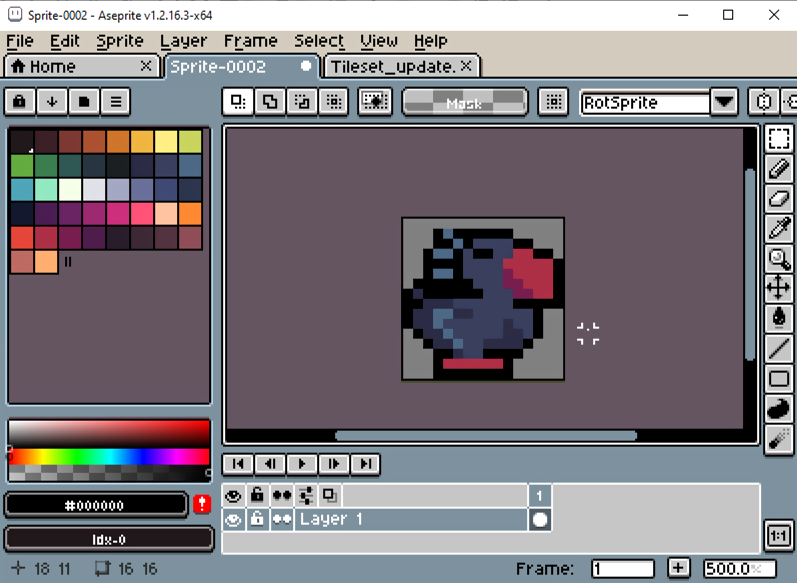 Sprite-0002 - Aseprite v1.2.16.3-x64
File Edit Sprite Layer Frame Select View Help
Home Sprite-0002 Tileset_update.
Mask RotSprite
#000000
Idx-0
1
Layer 1
1:1
18 11 16 16 Frame: 1 500.0%